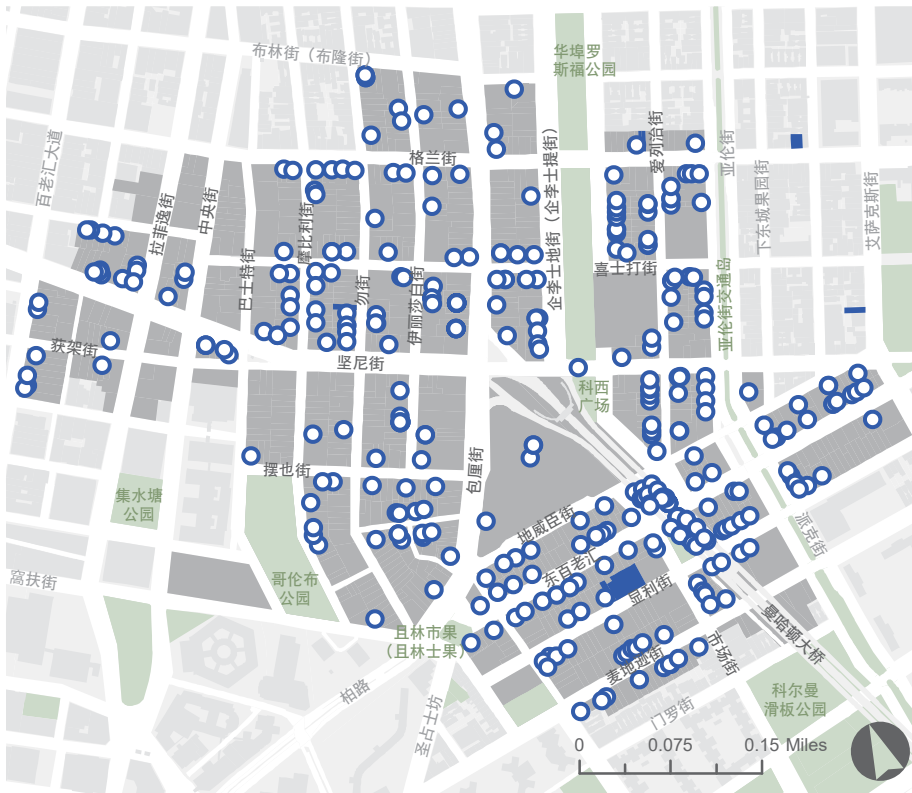 布林街（布隆街）
华埠罗
斯福公园
百老汇大道
格兰街
爱列治街
亚伦街
企李士地街（企李士提街）
下东城果园街
艾萨克斯街
拉菲逸街
中央街
摩比利街
巴士特街
勿街
伊丽莎白街
喜士打街
亚伦街交通岛
获架街
坚尼街
科西
广场
摆也街
包厘街
集水塘
公园
地威臣街
派克街
东百老汇
窝扶街
哥伦布
公园
显利街
且林市果
（且林士果）
曼哈顿大桥
市场街
麦地逊街
柏路
圣占士坊
门罗街
科尔曼
滑板公园
0 0.075 0.15 Miles